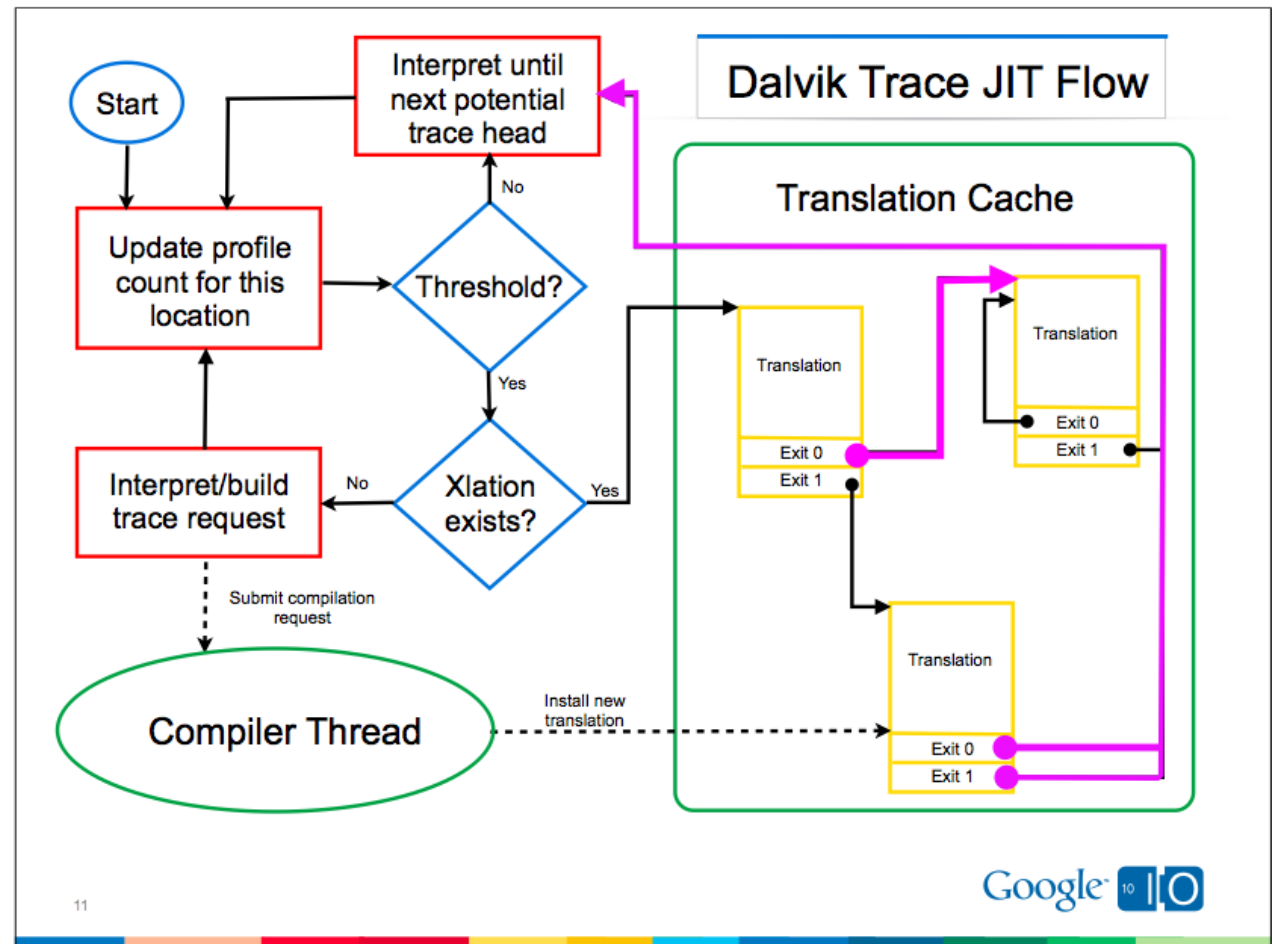 Dalvik Trace JIT Flow
Start
Interpret until
next potential
trace head
No
Update profile
count for this
location
Threshold?
Yes
Interpret/build
trace request
No
Xlation
exists?
Yes
Submit compilation
request
Compiler Thread
Install new
translation
Translation Cache
Translation
Exit 0
Exit 1
Translation
Exit 0
Exit 1
Translation
Exit 0
Exit 1
11
Google™ 10 IO